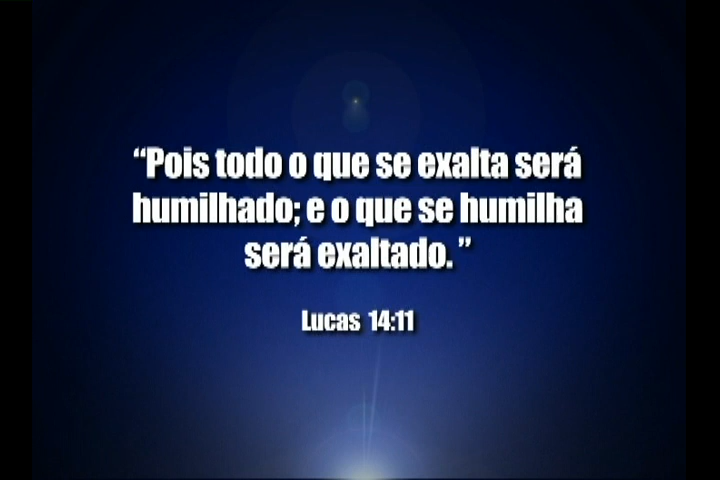 “Pois todo o que se exalta será
humilhado; e o que se humilha
será exaltado. ”
Lucas 14:11